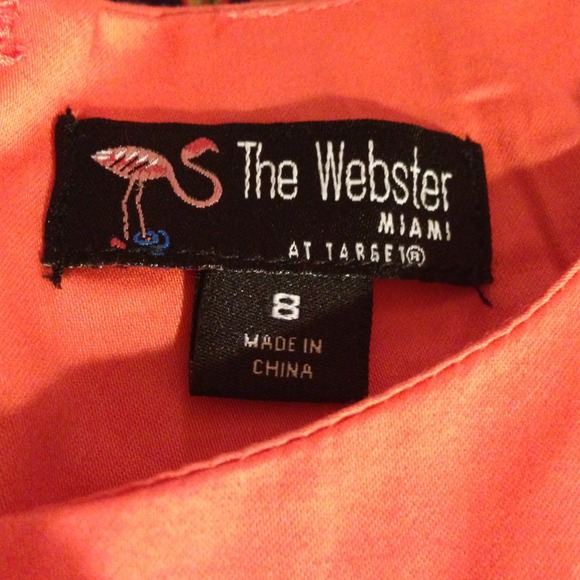 The Webster
MIAMI
AT TARGET®
8
MADE IN
CHINA